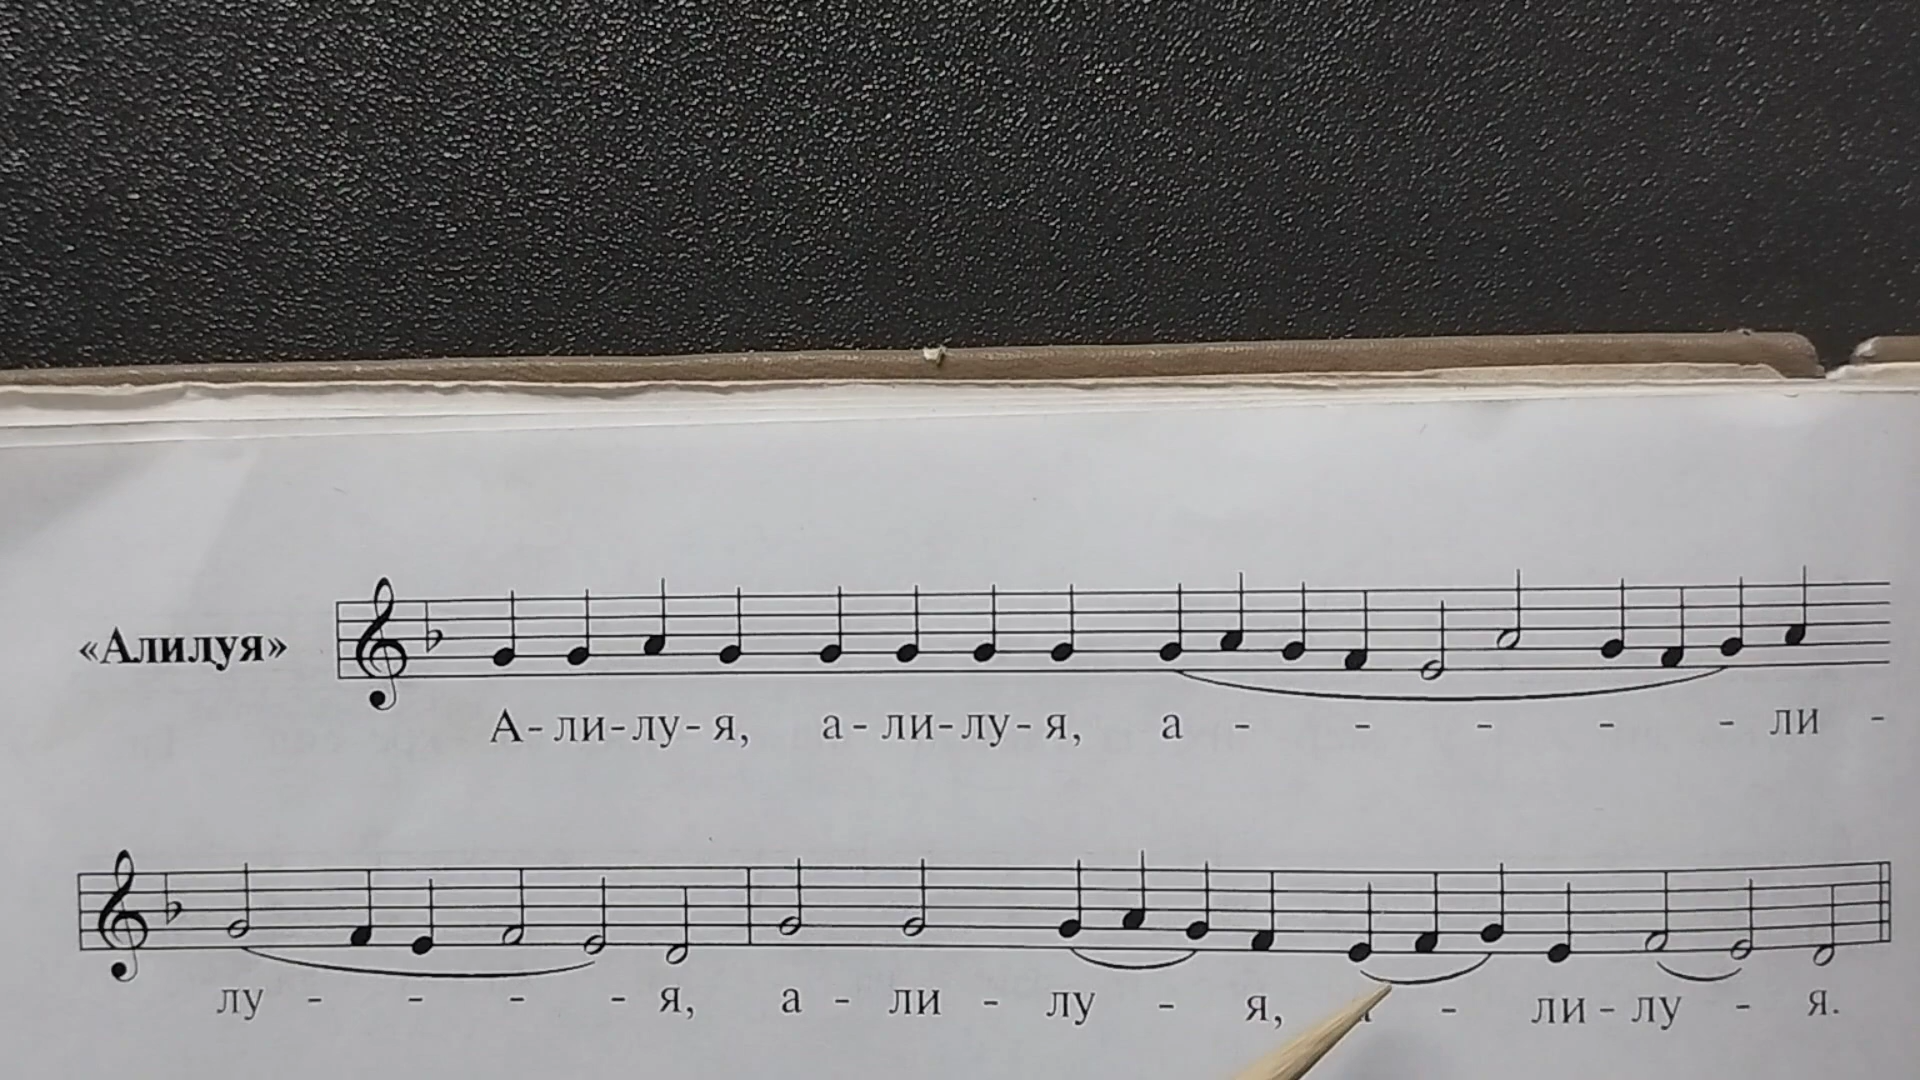 «Алилуя»
А-ли-лу-я, а-ли-лу-я, а - - - - - ли -
лу - - - - я, а - ли - лу - я, - ли-лу - я.